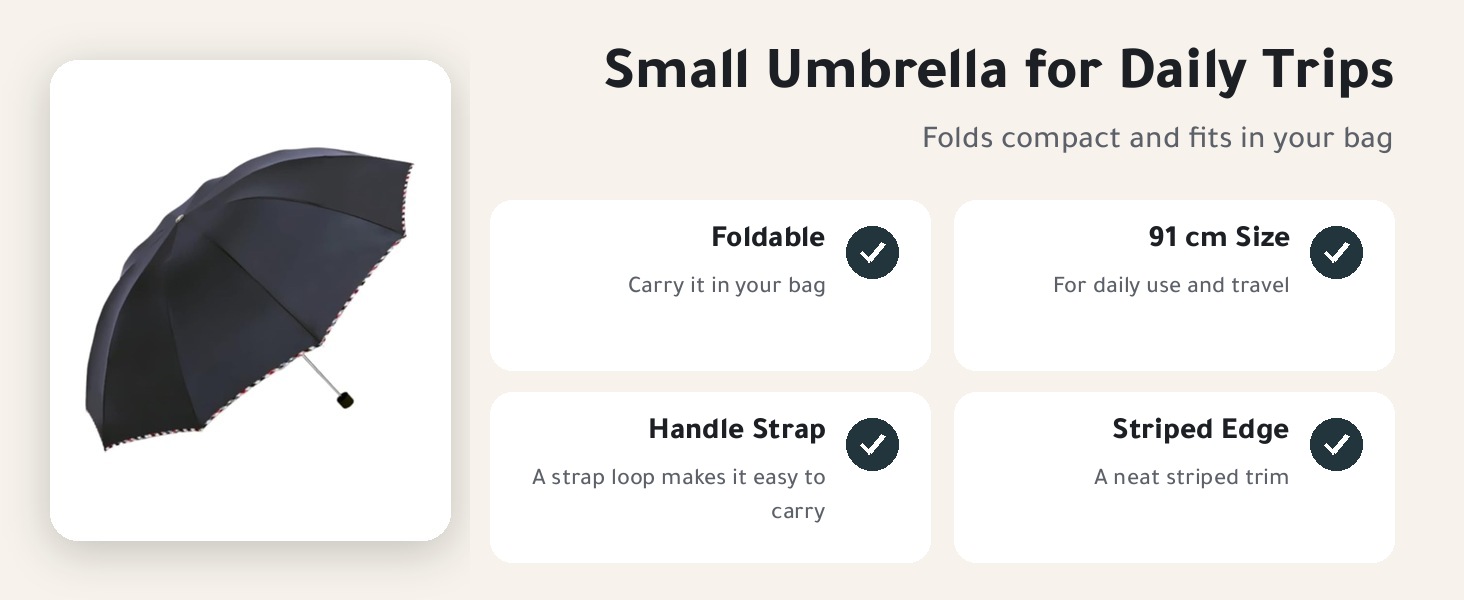 Small Umbrella for Daily Trips
Folds compact and fits in your bag
91 cm Size
For daily use and travel
Foldable
Carry it in your bag
Striped Edge
A neat striped trim
Handle Strap
A strap loop makes it easy to
carry